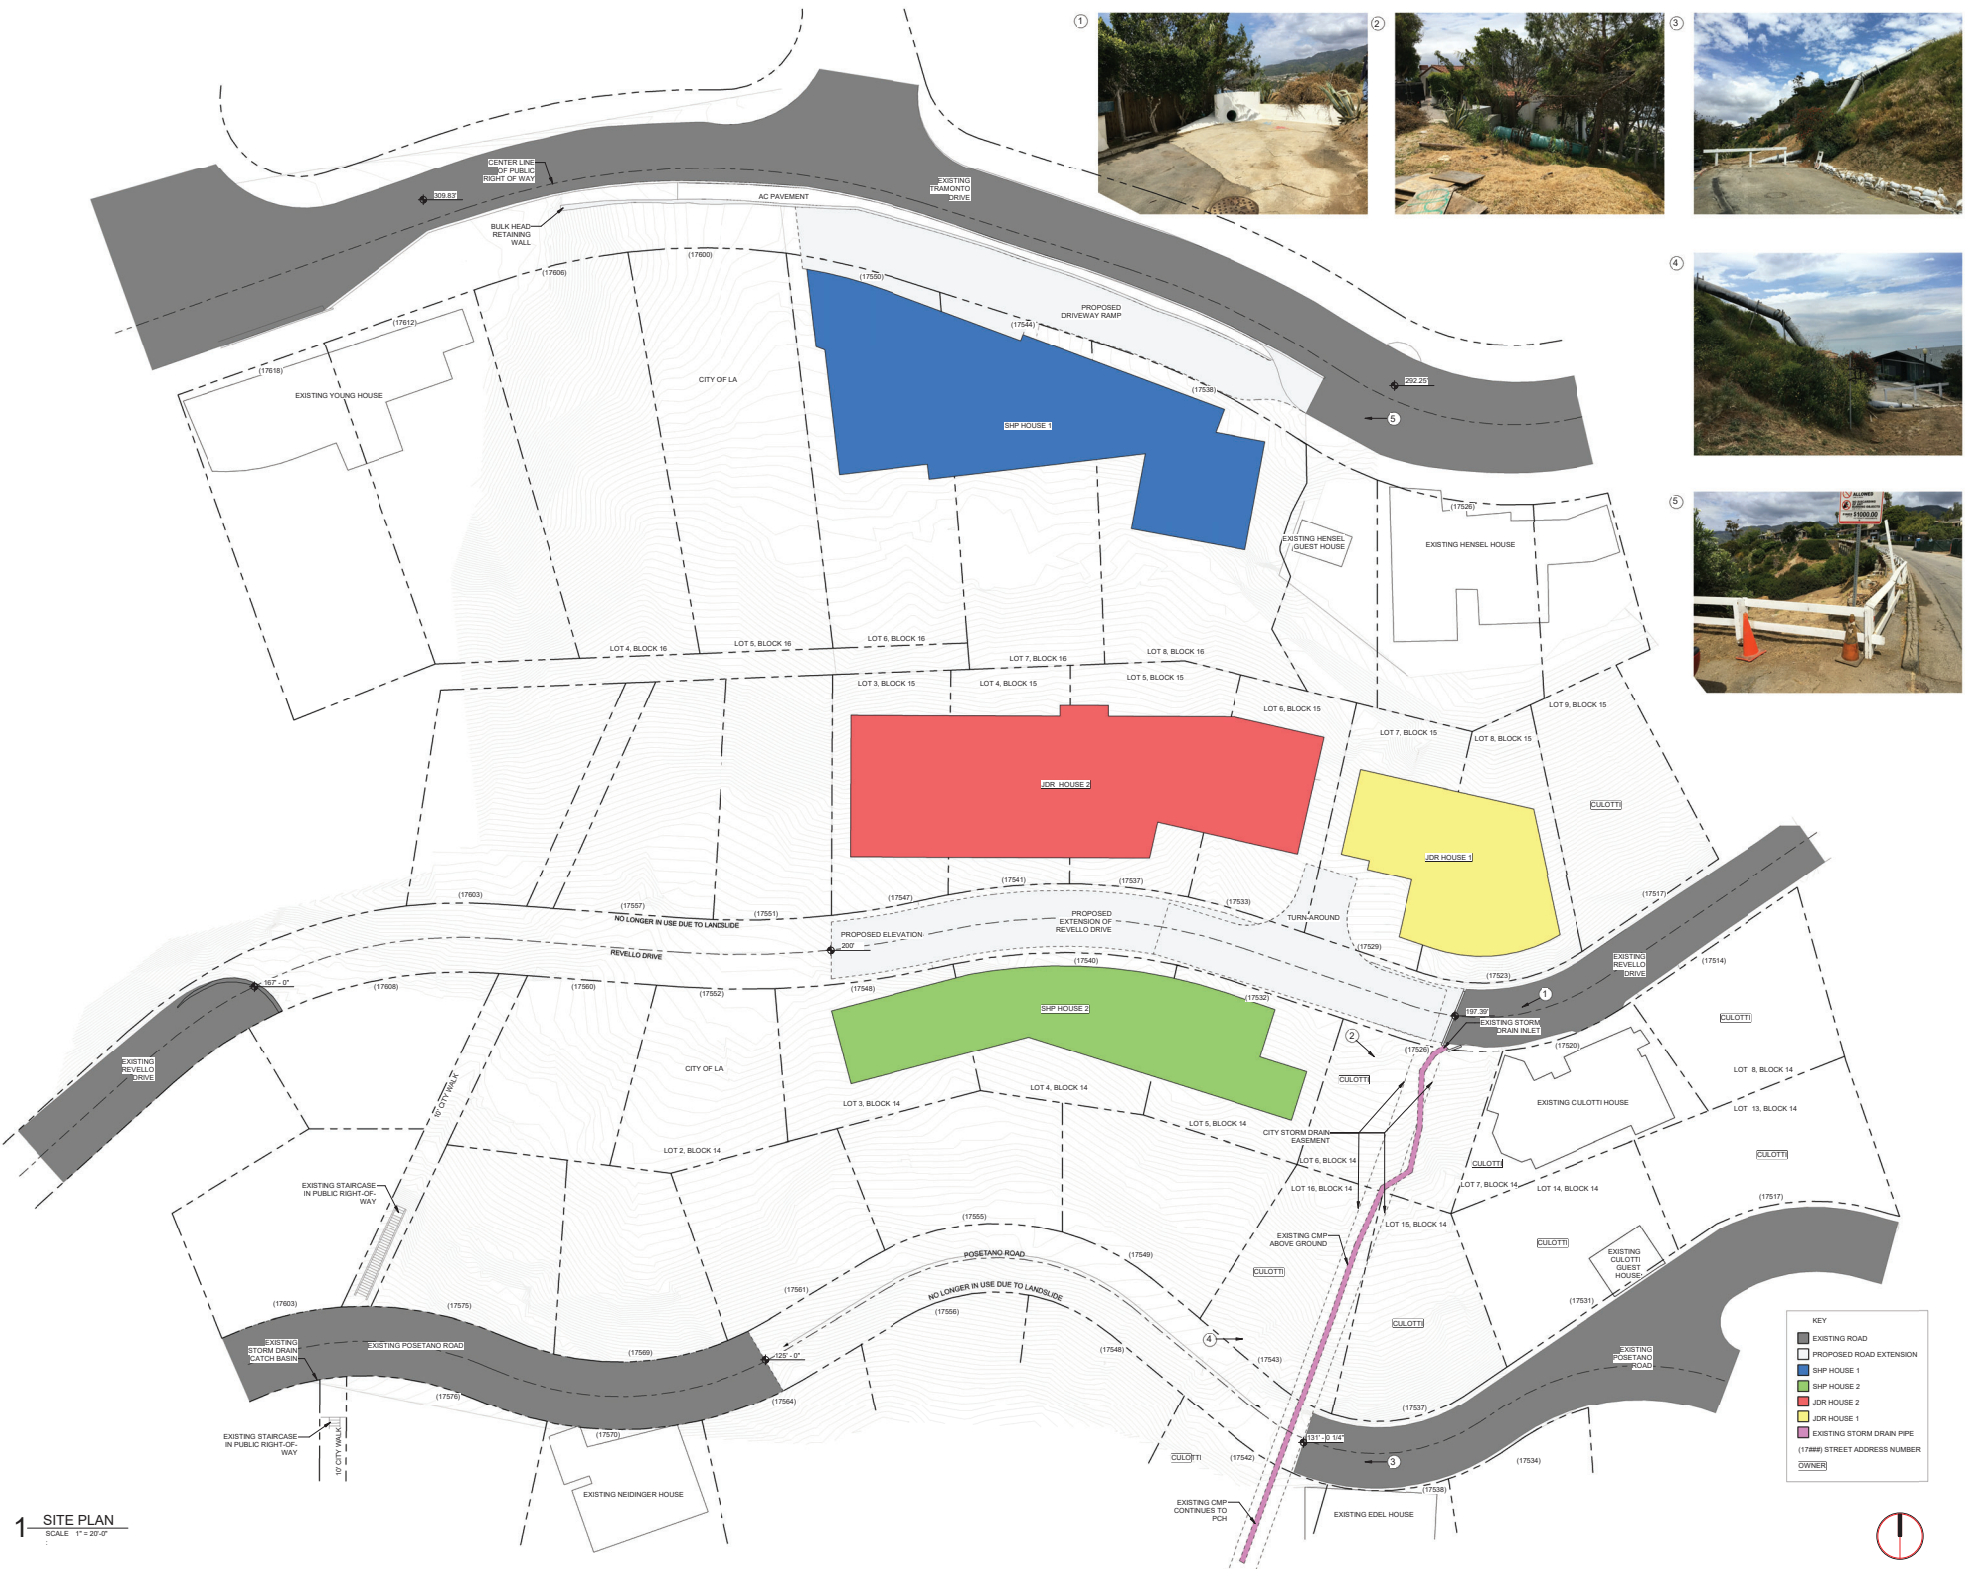 1
2
3
ALLOWED
$1000.00
4
5
CENTER LINE
OF PUBLIC
RIGHT OF WAY
309.83'
EXISTING
TRAMONTO
DRIVE
AC PAVEMENT
BULK HEAD
RETAINING
WALL
(17606)
(17600)
(17550)
PROPOSED
DRIVEWAY RAMP
(17544)
(17612)
(17618)
(17538)
292.25'
5
CITY OF LA
EXISTING YOUNG HOUSE
SHP HOUSE 1
(17526)
EXISTING HENSEL
GUEST HOUSE
EXISTING HENSEL HOUSE
LOT 4, BLOCK 16
LOT 5, BLOCK 16
LOT 6, BLOCK 16
LOT 7, BLOCK 16
LOT 8, BLOCK 16
LOT 3, BLOCK 15
LOT 4, BLOCK 15
LOT 5, BLOCK 15
LOT 6, BLOCK 15
LOT 7, BLOCK 15
LOT 8, BLOCK 15
LOT 9, BLOCK 15
JDR HOUSE 2
CULOTTI
JDR HOUSE 1
(17603)
(17557)
(17551)
(17547)
(17541)
(17537)
(17533)
(17529)
(17523)
(17517)
(17514)
NO LONGER IN USE DUE TO LANDSLIDE
REVELLO DRIVE
PROPOSED ELEVATION
200'
PROPOSED
EXTENSION OF
REVELLO DRIVE
TURN-AROUND
EXISTING
REVELLO
DRIVE
1
167' - 0"
(17608)
(17560)
(17552)
(17548)
(17540)
(17532)
197.39'
EXISTING STORM
DRAIN INLET
(17526)
(17520)
2
CULOTTI
SHP HOUSE 2
CULOTTI
EXISTING
REVELLO
DRIVE
CITY OF LA
10' CITY WALK
LOT 2, BLOCK 14
LOT 3, BLOCK 14
LOT 4, BLOCK 14
LOT 5, BLOCK 14
LOT 6, BLOCK 14
LOT 16, BLOCK 14
LOT 7, BLOCK 14
LOT 14, BLOCK 14
LOT 15, BLOCK 14
LOT 8, BLOCK 14
LOT 13, BLOCK 14
CITY STORM DRAIN
EASEMENT
EXISTING CULOTTI HOUSE
CULOTTI
CULOTTI
EXISTING STAIRCASE
IN PUBLIC RIGHT-OF-
WAY
EXISTING CMP
ABOVE GROUND
CULOTTI
CULOTTI
CULOTTI
EXISTING
CULOTTI
GUEST
HOUSE
(17517)
(17531)
(17555)
(17549)
POSETANO ROAD
NO LONGER IN USE DUE TO LANDSLIDE
(17561)
(17556)
(17548)
4
(17543)
(17537)
(17603)
(17575)
EXISTING
STORM DRAIN
CATCH BASIN
EXISTING POSETANO ROAD
(17569)
125' - 0"
(17564)
(17576)
(17570)
EXISTING
POSETANO
ROAD
131' - 0 1/4"
3
(17534)
(17542)
(17538)
CULOTTI
EXISTING STAIRCASE
IN PUBLIC RIGHT-OF-
WAY
10' CITY WALK
EXISTING NEIDINGER HOUSE
EXISTING CMP
CONTINUES TO
PCH
EXISTING EDEL HOUSE
KEY
EXISTING ROAD
PROPOSED ROAD EXTENSION
SHP HOUSE 1
SHP HOUSE 2
JDR HOUSE 2
JDR HOUSE 1
EXISTING STORM DRAIN PIPE
(17###) STREET ADDRESS NUMBER
OWNER
1 SITE PLAN
SCALE 1" = 20'-0"
: